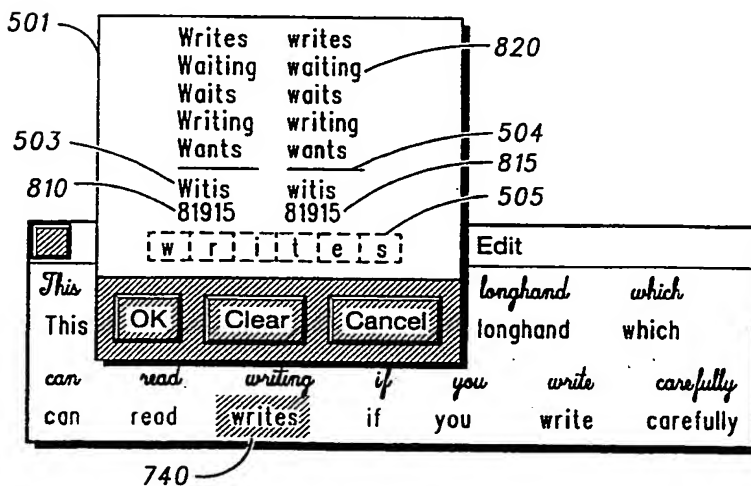 501
Writes writes
820
Waiting waiting
Waits waits
Writing writing
504
Wants wants
503
815
Witis witis
810
81915 81915
505
w r i t e s
Edit
This longhand which
OK Clear Cancel
This longhand which
can read writing if you write carefully
can read writes if you write carefully
740